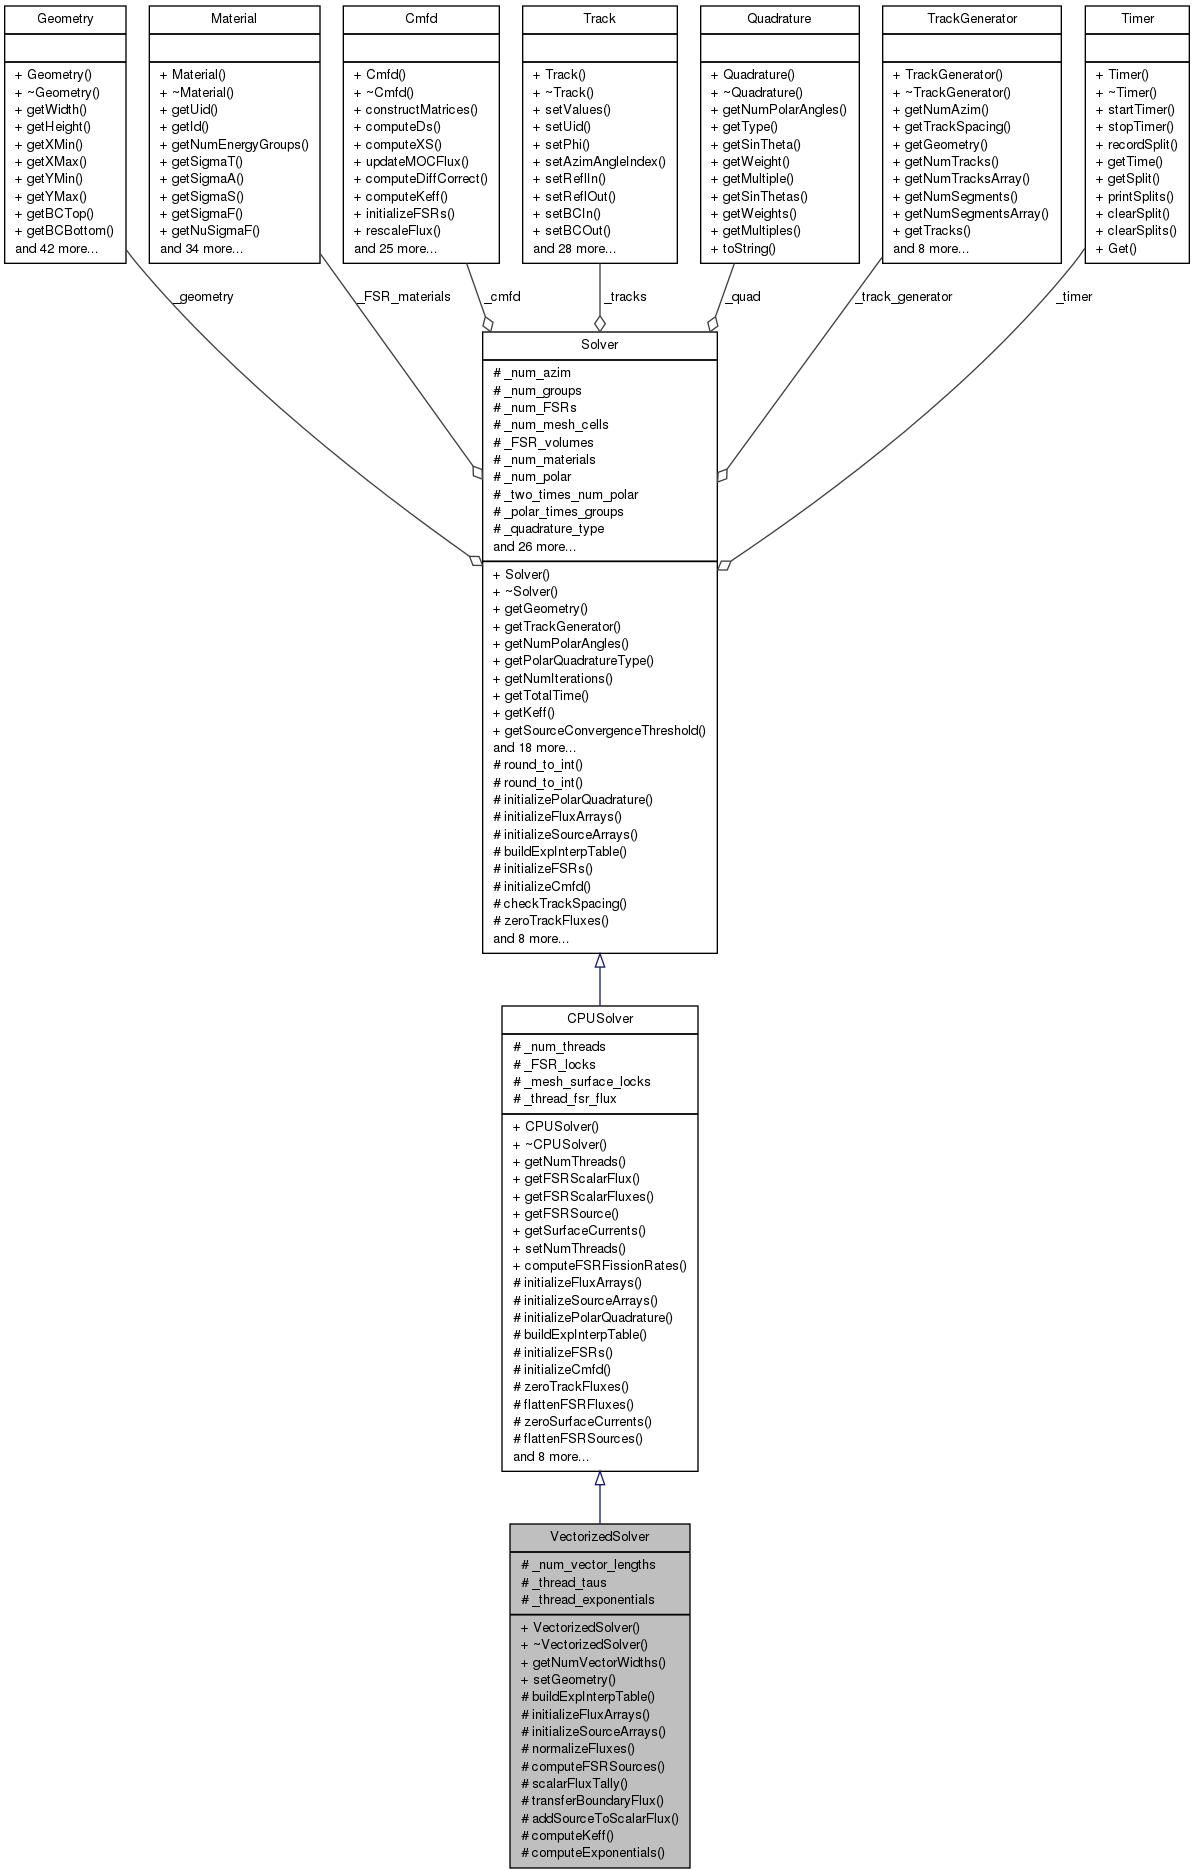 Geometry
+ Geometry()
+ ~Geometry()
+ getWidth()
+ getHeight()
+ getXMin()
+ getXMax()
+ getYMin()
+ getYMax()
+ getBCTop()
+ getBCBottom()
and 42 more...
Material
+ Material()
+ ~Material()
+ getUid()
+ getId()
+ getNumEnergyGroups()
+ getSigmaT()
+ getSigmaA()
+ getSigmaS()
+ getSigmaF()
+ getNuSigmaF()
and 34 more...
Cmfd
+ Cmfd()
+ ~Cmfd()
+ constructMatrices()
+ computeDs()
+ computeXS()
+ updateMOCFlux()
+ computeDiffCorrect()
+ computeKeff()
+ initializeFSRs()
+ rescaleFlux()
and 25 more...
Track
+ Track()
+ ~Track()
+ setValues()
+ setUid()
+ setPhi()
+ setAzimAngleIndex()
+ setReflIn()
+ setReflOut()
+ setBCIn()
+ setBCOut()
and 28 more...
Quadrature
+ Quadrature()
+ ~Quadrature()
+ getNumPolarAngles()
+ getType()
+ getSinTheta()
+ getWeight()
+ getMultiple()
+ getSinThetas()
+ getWeights()
+ getMultiples()
+ toString()
TrackGenerator
+ TrackGenerator()
+ ~TrackGenerator()
+ getNumAzim()
+ getTrackSpacing()
+ getGeometry()
+ getNumTracks()
+ getNumTracksArray()
+ getNumSegments()
+ getNumSegmentsArray()
+ getTracks()
and 8 more...
Timer
+ Timer()
+ ~Timer()
+ startTimer()
+ stopTimer()
+ recordSplit()
+ getTime()
+ getSplit()
+ printSplits()
+ clearSplit()
+ clearSplits()
+ Get()
_geometry
_FSR_materials
_cmfd
_tracks
_quad
_track_generator
_timer
Solver
# _num_azim
# _num_groups
# _num_FSRs
# _num_mesh_cells
# _FSR_volumes
# _num_materials
# _num_polar
# _two_times_num_polar
# _polar_times_groups
# _quadrature_type
and 26 more...
+ Solver()
+ ~Solver()
+ getGeometry()
+ getTrackGenerator()
+ getNumPolarAngles()
+ getPolarQuadratureType()
+ getNumIterations()
+ getTotalTime()
+ getKeff()
+ getSourceConvergenceThreshold()
and 18 more...
# round_to_int()
# round_to_int()
# initializePolarQuadrature()
# initializeFluxArrays()
# initializeSourceArrays()
# buildExpInterpTable()
# initializeFSRs()
# initializeCmfd()
# checkTrackSpacing()
# zeroTrackFluxes()
and 8 more...
CPUSolver
# _num_threads
# _FSR_locks
# _mesh_surface_locks
# _thread_fsr_flux
+ CPUSolver()
+ ~CPUSolver()
+ getNumThreads()
+ getFSRScalarFlux()
+ getFSRScalarFluxes()
+ getFSRSource()
+ getSurfaceCurrents()
+ setNumThreads()
+ computeFSRFissionRates()
# initializeFluxArrays()
# initializeSourceArrays()
# initializePolarQuadrature()
# buildExpInterpTable()
# initializeFSRs()
# initializeCmfd()
# zeroTrackFluxes()
# flattenFSRFluxes()
# zeroSurfaceCurrents()
# flattenFSRSources()
and 8 more...
VectorizedSolver
# _num_vector_lengths
# _thread_taus
# _thread_exponentials
+ VectorizedSolver()
+ ~VectorizedSolver()
+ getNumVectorWidths()
+ setGeometry()
# buildExpInterpTable()
# initializeFluxArrays()
# initializeSourceArrays()
# normalizeFluxes()
# computeFSRSources()
# scalarFluxTally()
# transferBoundaryFlux()
# addSourceToScalarFlux()
# computeKeff()
# computeExponentials()